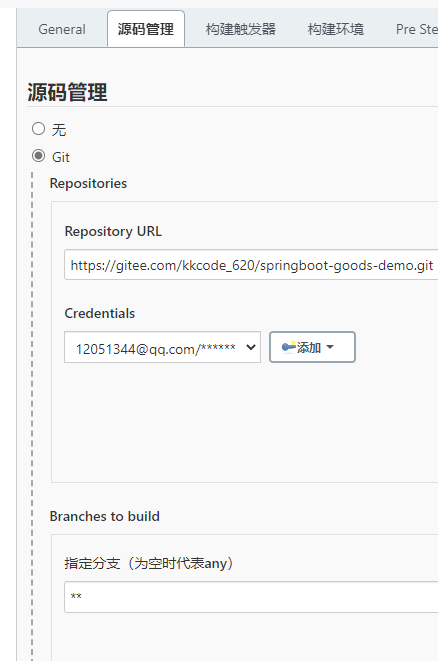 General 源码管理 构建触发器 构建环境 Pre Ste
源码管理
无
Git
Repositories
Repository URL
https://gitee.com/kkcode_620/springboot-goods-demo.git
Credentials
12051344@qq.com/****** 添加
Branches to build
指定分支（为空时代表any）
**